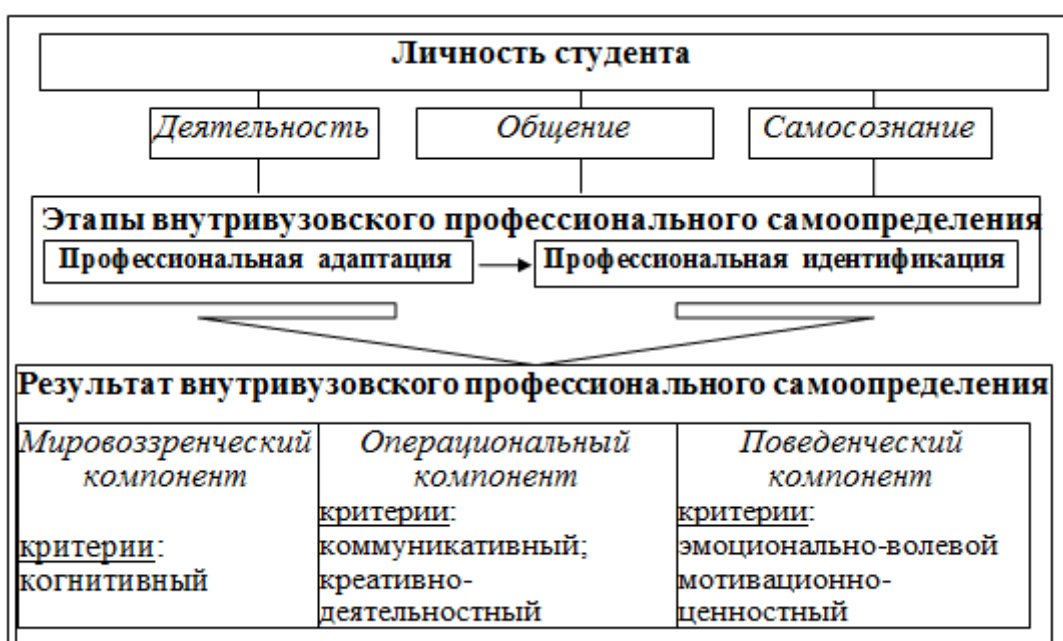 Личность студента
Деятельность
Общение
Самосознание
Этапы внутривузовского профессионального самоопределения
Профессиональная адаптация
Профессиональная идентификация
Результат внутривузовского профессионального самоопределения
Мировоззренческий
компонент
критерии:
когнитивный
Операциональный
компонент
критерии:
коммуникативный;
креативно-
деятельностный
Поведенческий
компонент
критерии:
эмоционально-волевой
мотивационно-
ценностный